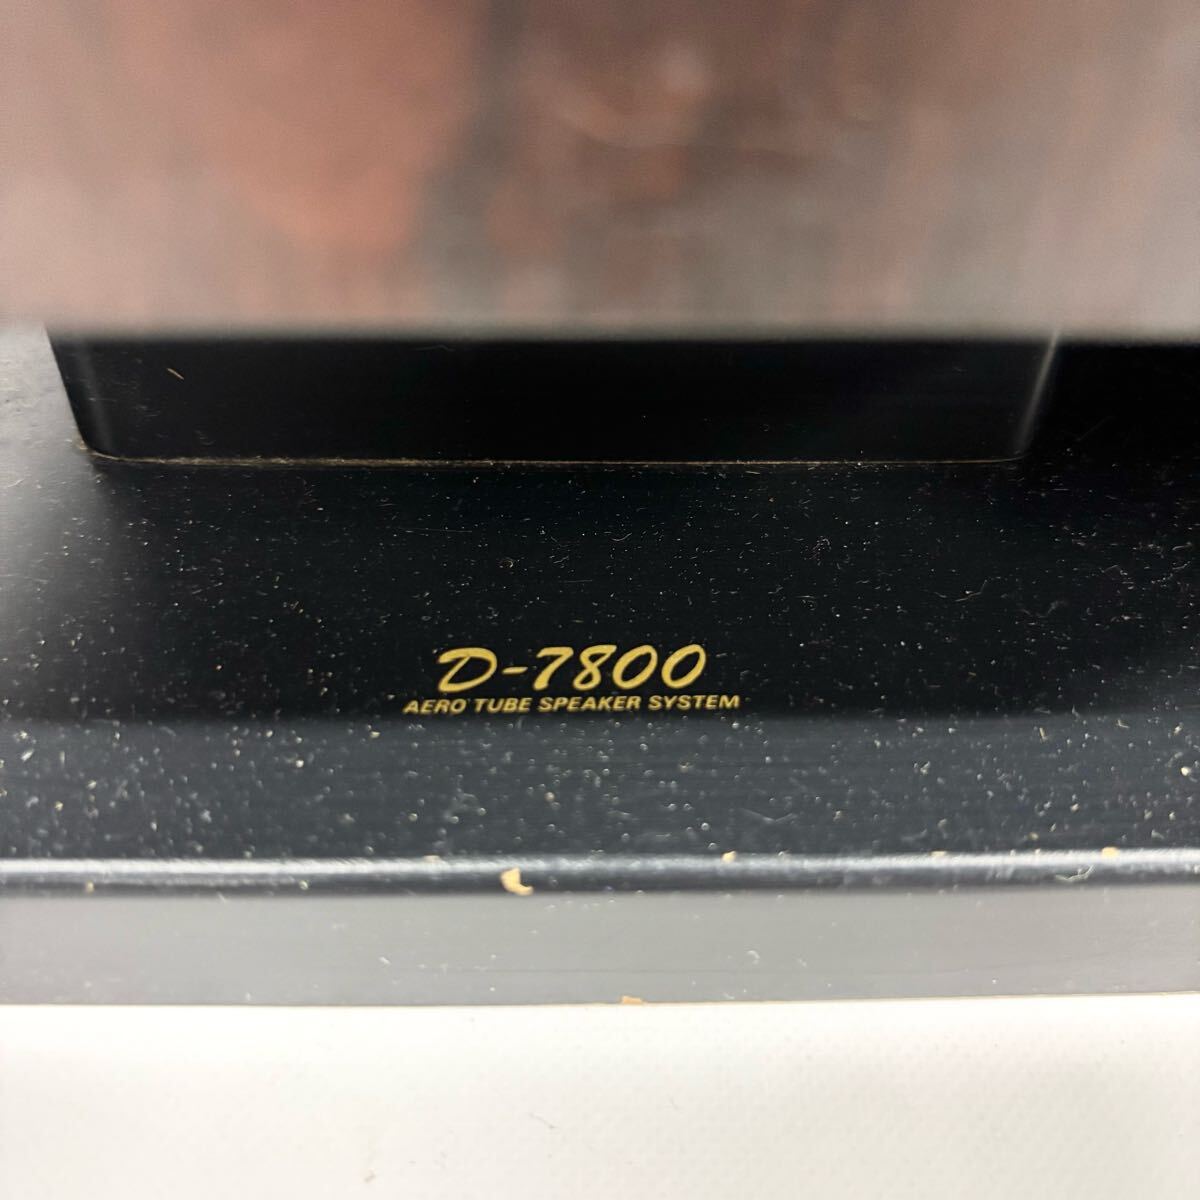 D-7800
AERO TUBE SPEAKER SYSTEM